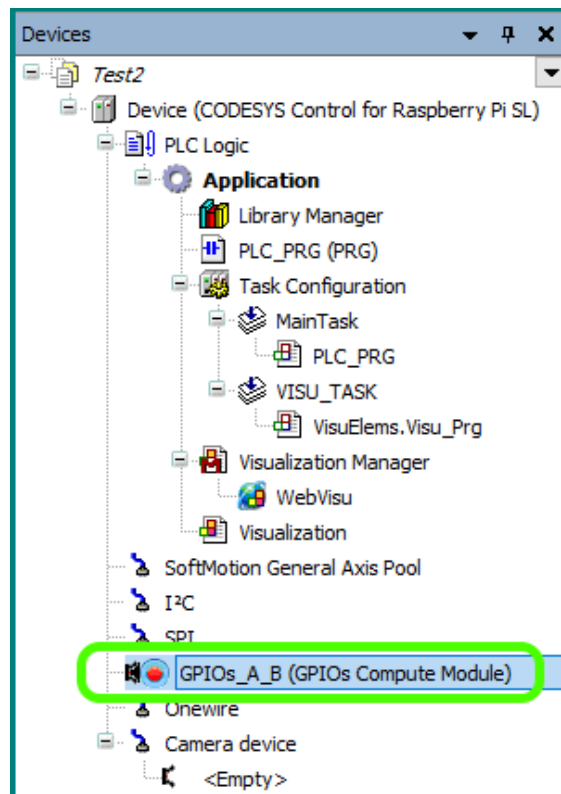 Devices
Test2
Device (CODESYS Control for Raspberry Pi SL)
PLC Logic
Application
Library Manager
PLC_PRG (PRG)
Task Configuration
MainTask
PLC_PRG
VISU_TASK
VisuElems.Visu_Prg
Visualization Manager
WebVisu
Visualization
SoftMotion General Axis Pool
I²C
SPI
GPIOs_A_B (GPIOs Compute Module)
Onewire
Camera device
<Empty>